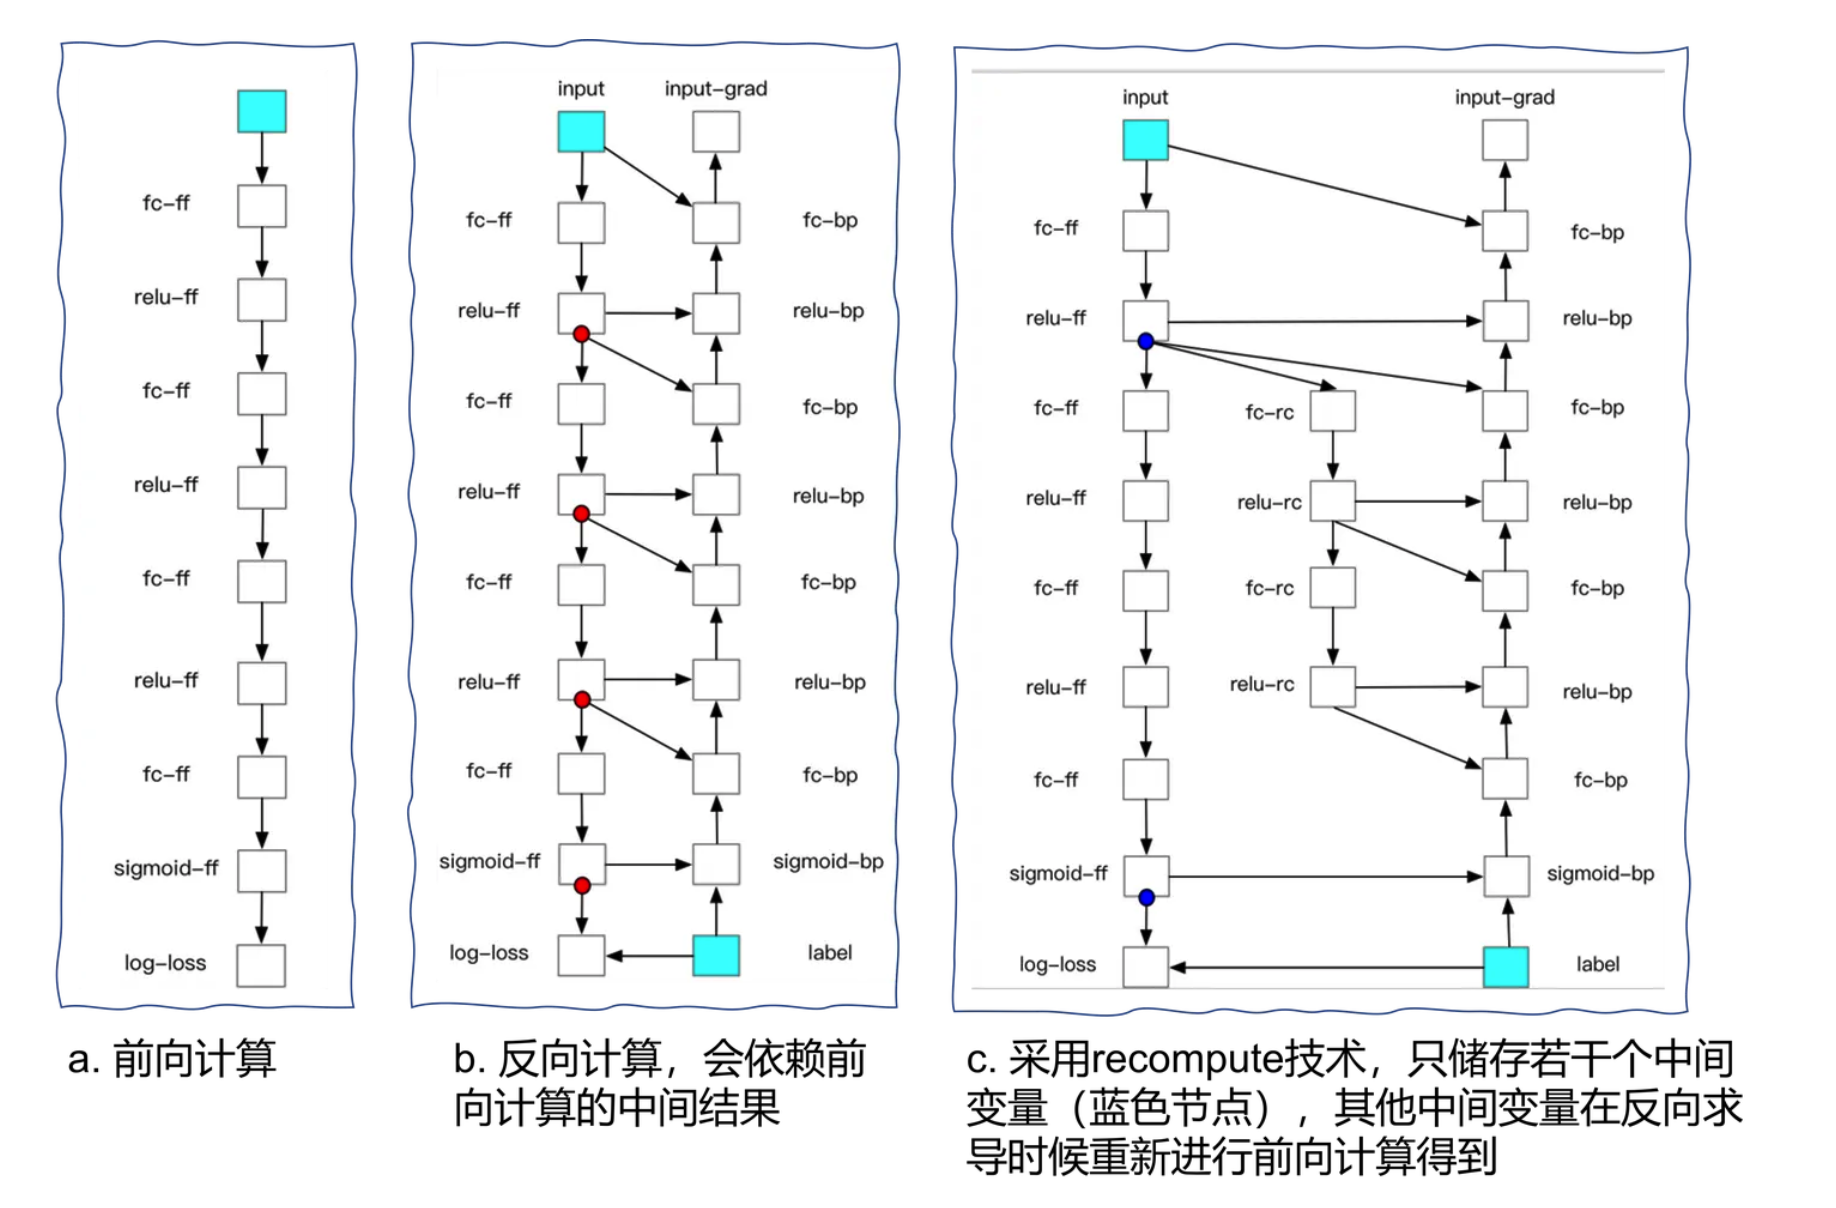 fc-ff
relu-ff
fc-ff
relu-ff
fc-ff
relu-ff
fc-ff
sigmoid-ff
log-loss
a. 前向计算
input input-grad
fc-ff fc-bp
relu-ff relu-bp
fc-ff fc-bp
relu-ff relu-bp
fc-ff fc-bp
relu-ff relu-bp
fc-ff fc-bp
sigmoid-ff sigmoid-bp
log-loss label
b. 反向计算，会依赖前
向计算的中间结果
input input-grad
fc-ff fc-bp
relu-ff relu-bp
fc-ff fc-rc fc-bp
relu-ff relu-rc relu-bp
fc-ff fc-rc fc-bp
relu-ff relu-rc relu-bp
fc-ff fc-bp
sigmoid-ff sigmoid-bp
log-loss label
c. 采用recompute技术，只储存若干个中间
变量（蓝色节点），其他中间变量在反向求
导时候重新进行前向计算得到